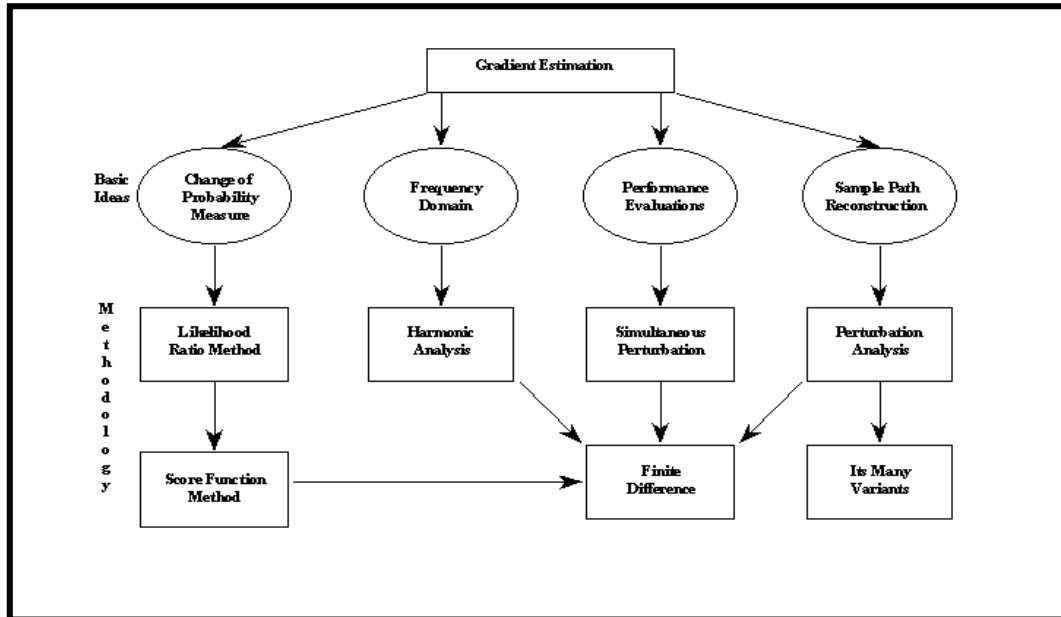 Gradient Estimation
Basic
Ideas
Change of
Probability
Measure
Frequency
Domain
Performance
Evaluations
Sample Path
Reconstruction
Methodology
Likelihood
Ratio Method
Harmonic
Analysis
Simultaneous
Perturbation
Perturbation
Analysis
Score Function
Method
Finite
Difference
Its Many
Variants